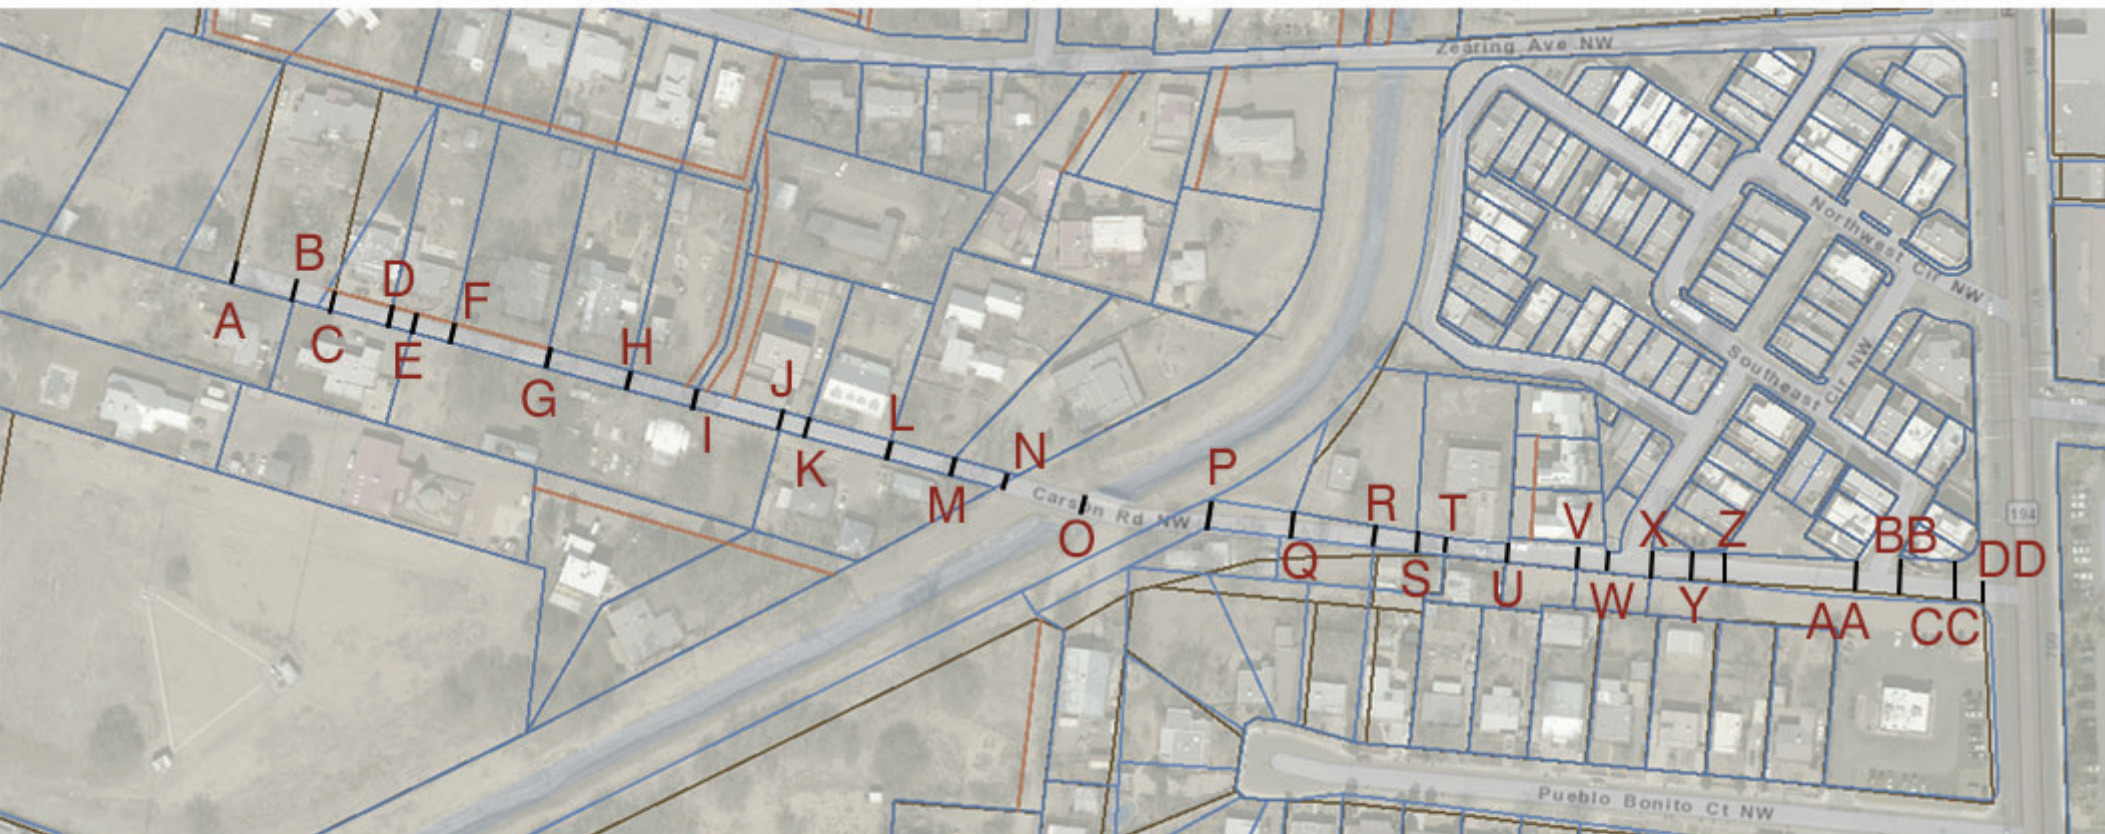 Zearing Ave NW
Northwest Cir NW
B
D
A
F
C
E
H
Southeast Cir NW
G
J
I
L
K
N
P
M
Carson Rd NW
O
R
T
V
X
Z
BB
194
Q
S
U
W
Y
AA
CC
DD
Pueblo Bonito Ct NW